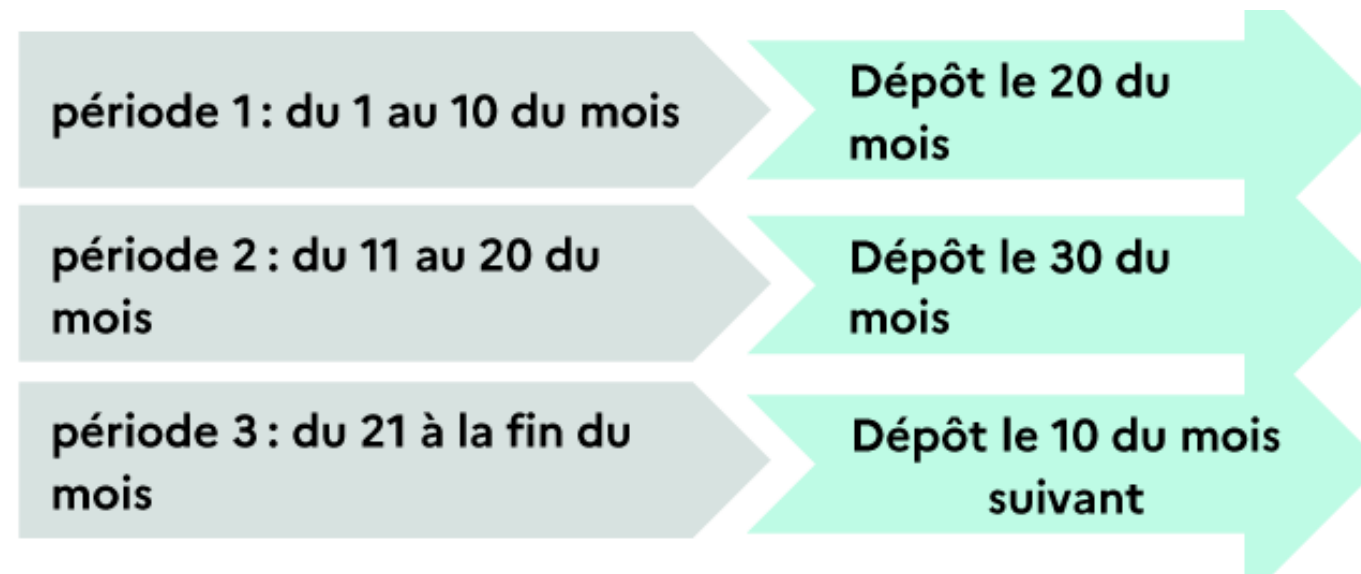 période 1 : du 1 au 10 du mois
Dépôt le 20 du
mois
période 2 : du 11 au 20 du
mois
Dépôt le 30 du
mois
période 3 : du 21 à la fin du
mois
Dépôt le 10 du mois
suivant